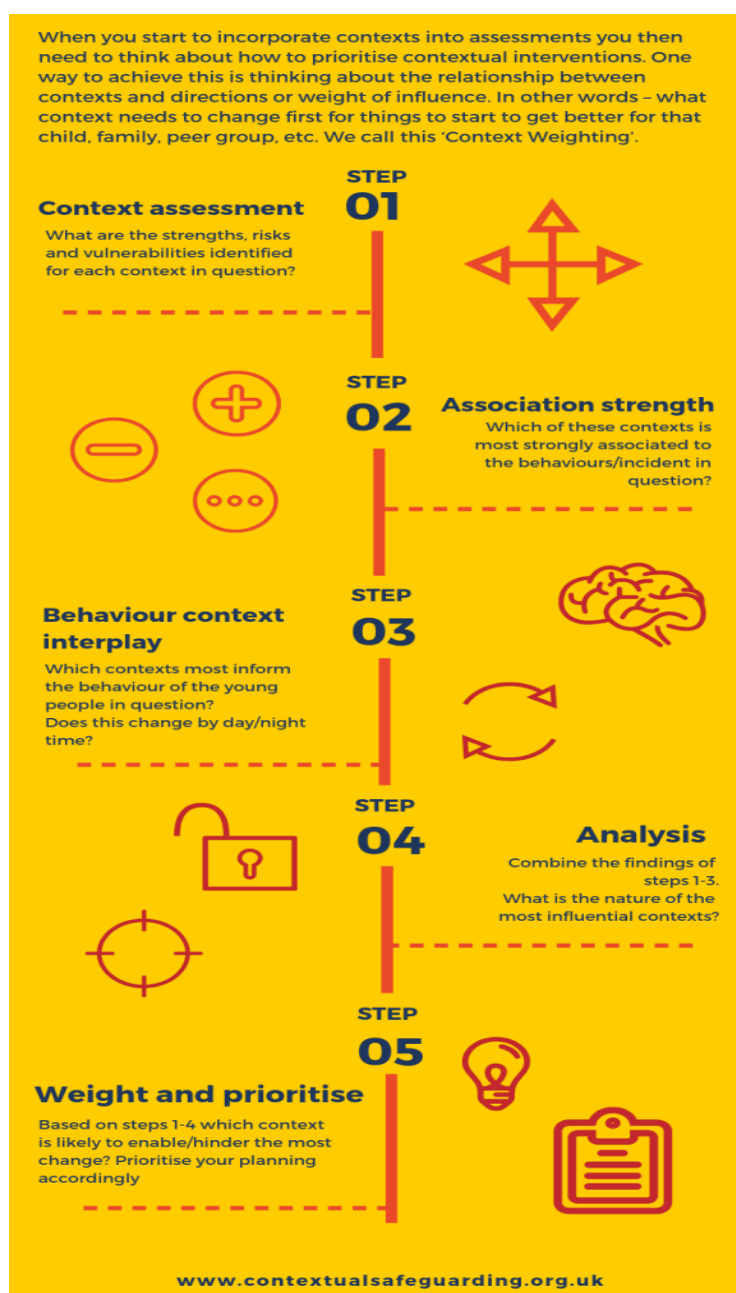 When you start to incorporate contexts into assessments you then
need to think about how to prioritise contextual interventions. One
way to achieve this is thinking about the relationship between
contexts and directions or weight of influence. In other words – what
context needs to change first for things to start to get better for that
child, family, peer group, etc. We call this ‘Context Weighting’.
STEP
01
Context assessment
What are the strengths, risks
and vulnerabilities identified
for each context in question?
STEP
02
Association strength
Which of these contexts is
most strongly associated to
the behaviours/incident in
question?
STEP
03
Behaviour context
interplay
Which contexts most inform
the behaviour of the young
people in question?
Does this change by day/night
time?
STEP
04
Analysis
Combine the findings of
steps 1-3.
What is the nature of the
most influential contexts?
STEP
05
Weight and prioritise
Based on steps 1-4 which context
is likely to enable/hinder the most
change? Prioritise your planning
accordingly
www.contextualsafeguarding.org.uk